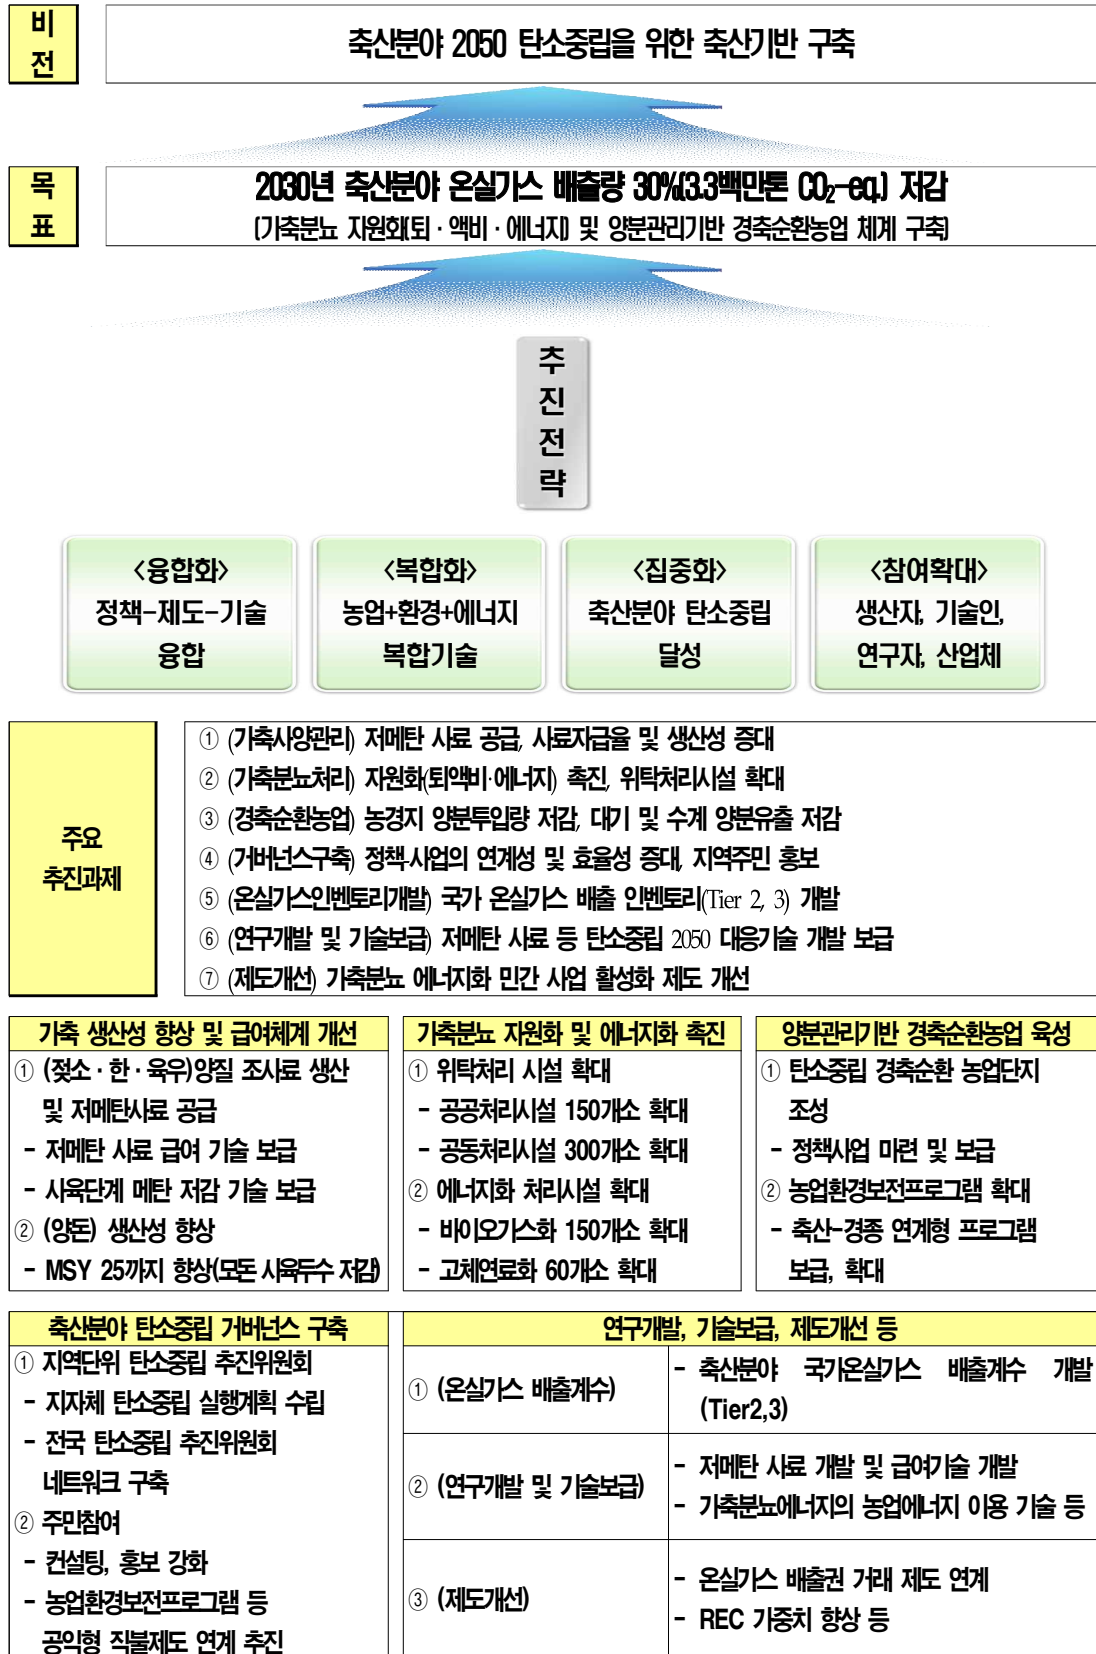 비
전
축산분야 2050 탄소중립을 위한 축산기반 구축
목
표
2030년 축산분야 온실가스 배출량 30%(3.3백만톤 CO₂-eq.) 저감
(가축분뇨 자원화(퇴·액비·에너지) 및 양분관리기반 경축순환농업 체계 구축)
추
진
전
략
<융합화>
정책-제도-기술
융합
<복합화>
농업+환경+에너지
복합기술
<집중화>
축산분야 탄소중립
달성
<참여확대>
생산자, 기술인,
연구자, 산업체
주요
추진과제
① (가축사양관리) 저메탄 사료 공급, 사료자급율 및 생산성 증대
② (가축분뇨처리) 자원화(퇴액비·에너지) 촉진, 위탁처리시설 확대
③ (경축순환농업) 농경지 양분투입량 저감, 대기 및 수계 양분유출 저감
④ (거버넌스구축) 정책사업의 연계성 및 효율성 증대, 지역주민 홍보
⑤ (온실가스인벤토리개발) 국가 온실가스 배출 인벤토리(Tier 2, 3) 개발
⑥ (연구개발 및 기술보급) 저메탄 사료 등 탄소중립 2050 대응기술 개발 보급
⑦ (제도개선) 가축분뇨 에너지화 민간 사업 활성화 제도 개선
가축 생산성 향상 및 급여체계 개선
① (젖소·한·육우)양질 조사료 생산
및 저메탄사료 공급
- 저메탄 사료 급여 기술 보급
- 사육단계 메탄 저감 기술 보급
② (양돈) 생산성 향상
- MSY 25까지 향상(모돈 사육두수 저감)
가축분뇨 자원화 및 에너지화 촉진
① 위탁처리 시설 확대
- 공공처리시설 150개소 확대
- 공동처리시설 300개소 확대
② 에너지화 처리시설 확대
- 바이오가스화 150개소 확대
- 고체연료화 60개소 확대
양분관리기반 경축순환농업 육성
① 탄소중립 경축순환 농업단지
조성
- 정책사업 마련 및 보급
② 농업환경보전프로그램 확대
- 축산-경종 연계형 프로그램
보급, 확대
축산분야 탄소중립 거버넌스 구축
① 지역단위 탄소중립 추진위원회
- 지자체 탄소중립 실행계획 수립
- 전국 탄소중립 추진위원회
네트워크 구축
② 주민참여
- 컨설팅, 홍보 강화
- 농업환경보전프로그램 등
공익형 직불제도 연계 추진
연구개발, 기술보급, 제도개선 등
① (온실가스 배출계수)
- 축산분야 국가온실가스 배출계수 개발
(Tier2,3)
② (연구개발 및 기술보급)
- 저메탄 사료 개발 및 급여기술 개발
- 가축분뇨에너지의 농업에너지 이용 기술 등
③ (제도개선)
- 온실가스 배출권 거래 제도 연계
- REC 가중치 향상 등